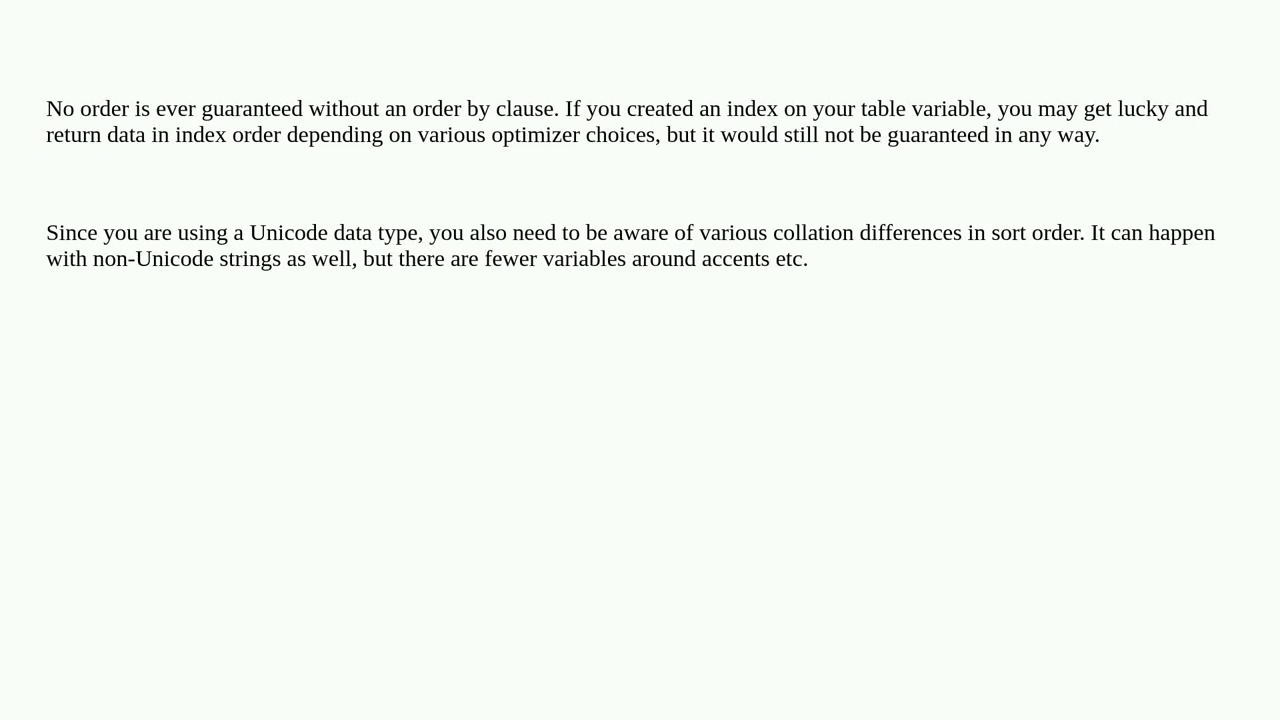 No order is ever guaranteed without an order by clause. If you created an index on your table variable, you may get lucky and
return data in index order depending on various optimizer choices, but it would still not be guaranteed in any way.
Since you are using a Unicode data type, you also need to be aware of various collation differences in sort order. It can happen
with non-Unicode strings as well, but there are fewer variables around accents etc.